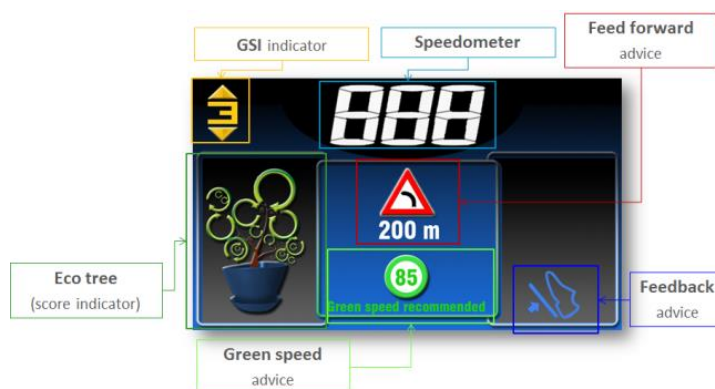 GSI indicator
Speedometer
Feed forward
advice
3
888
200 m
85
Green speed recommended
Eco tree
(score indicator)
Feedback
advice
Green speed
advice